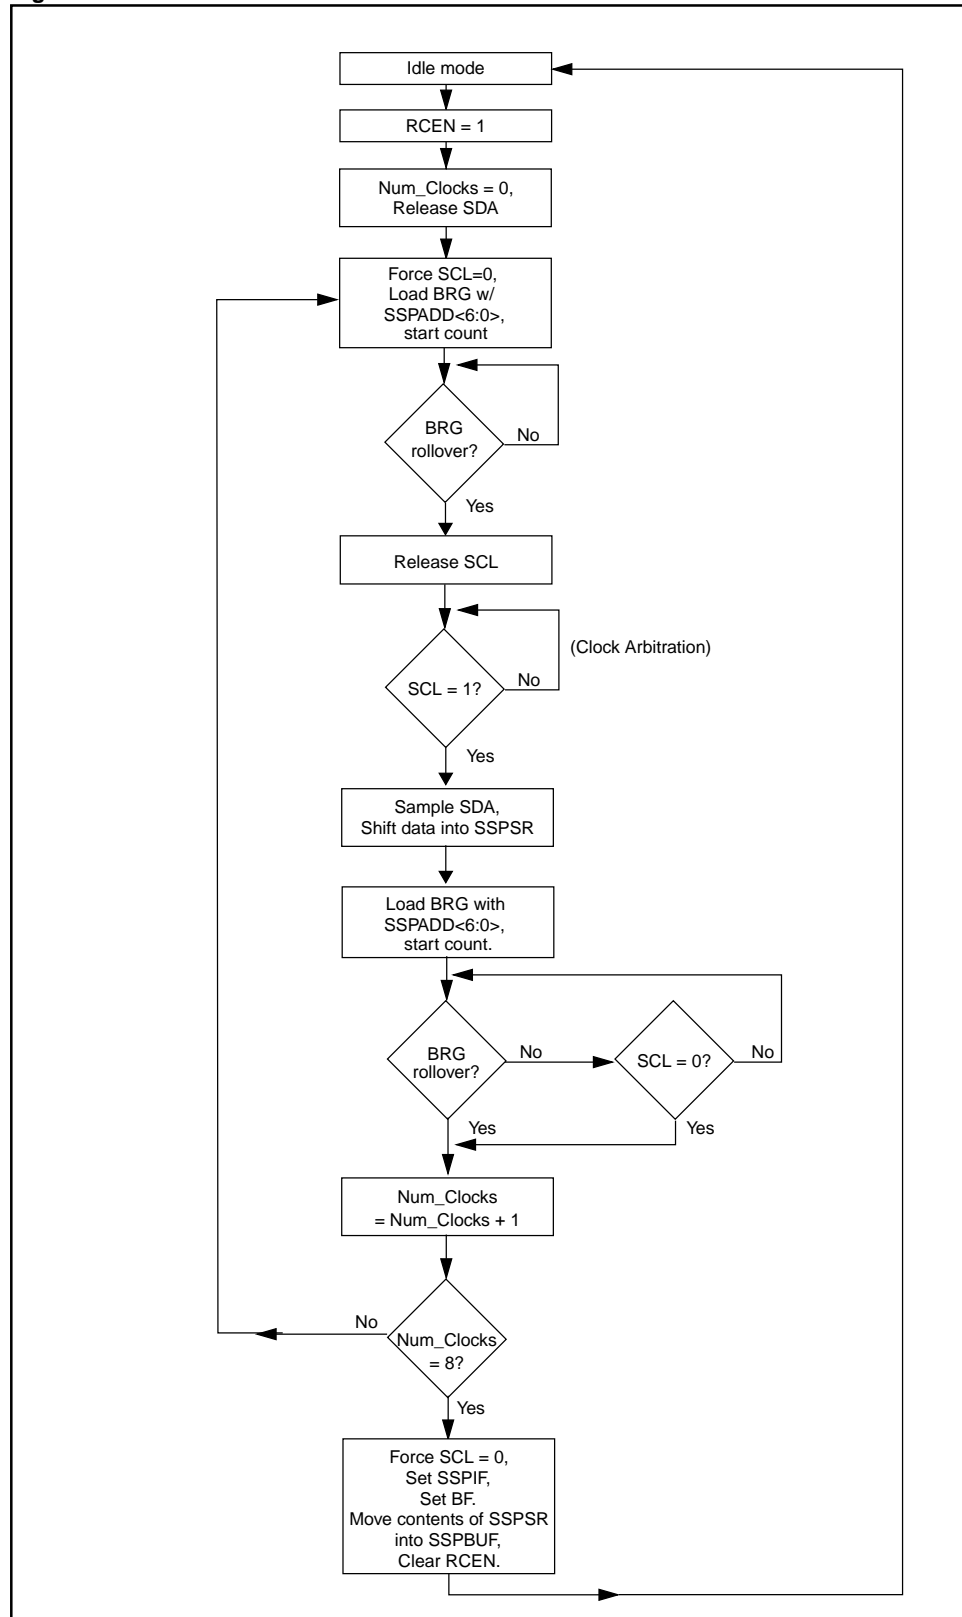 Idle mode
RCEN = 1
Num_Clocks = 0,
Release SDA
Force SCL=0,
Load BRG w/
SSPADD<6:0>,
start count
BRG
rollover?
No
Yes
Release SCL
(Clock Arbitration)
SCL = 1?
No
Yes
Sample SDA,
Shift data into SSPSR
Load BRG with
SSPADD<6:0>,
start count.
BRG
rollover?
No
SCL = 0?
No
Yes
Yes
Num_Clocks
= Num_Clocks + 1
No
Num_Clocks
= 8?
Yes
Force SCL = 0,
Set SSPIF,
Set BF.
Move contents of SSPSR
into SSPBUF,
Clear RCEN.